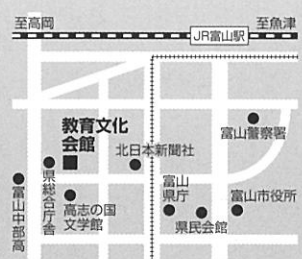 至高岡
至魚津
JR富山駅
教育文化
会館
富山警察署
北日本新聞社
県総合庁舎
富山中部高
高志の国
文学館
富山
県庁
県民会館
富山市役所